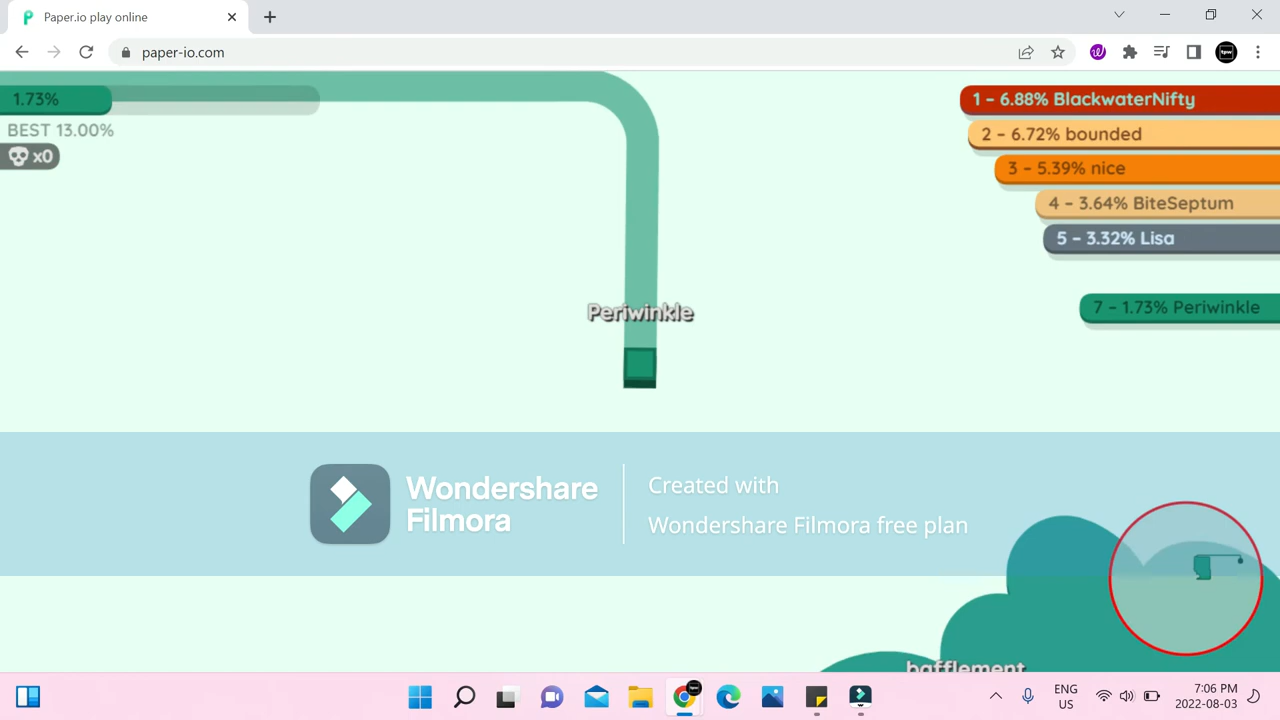 Paper.io play online
paper-io.com
1.73%
BEST 13.00%
x0
1 – 6.88% BlackwaterNifty
2 – 6.72% bounded
3 – 5.39% nice
4 – 3.64% BiteSeptum
5 – 3.32% Lisa
7 – 1.73% Periwinkle
Periwinkle
Wondershare
Filmora
Created with
Wondershare Filmora free plan
bafflement
ENG
US
7:06 PM
2022-08-03